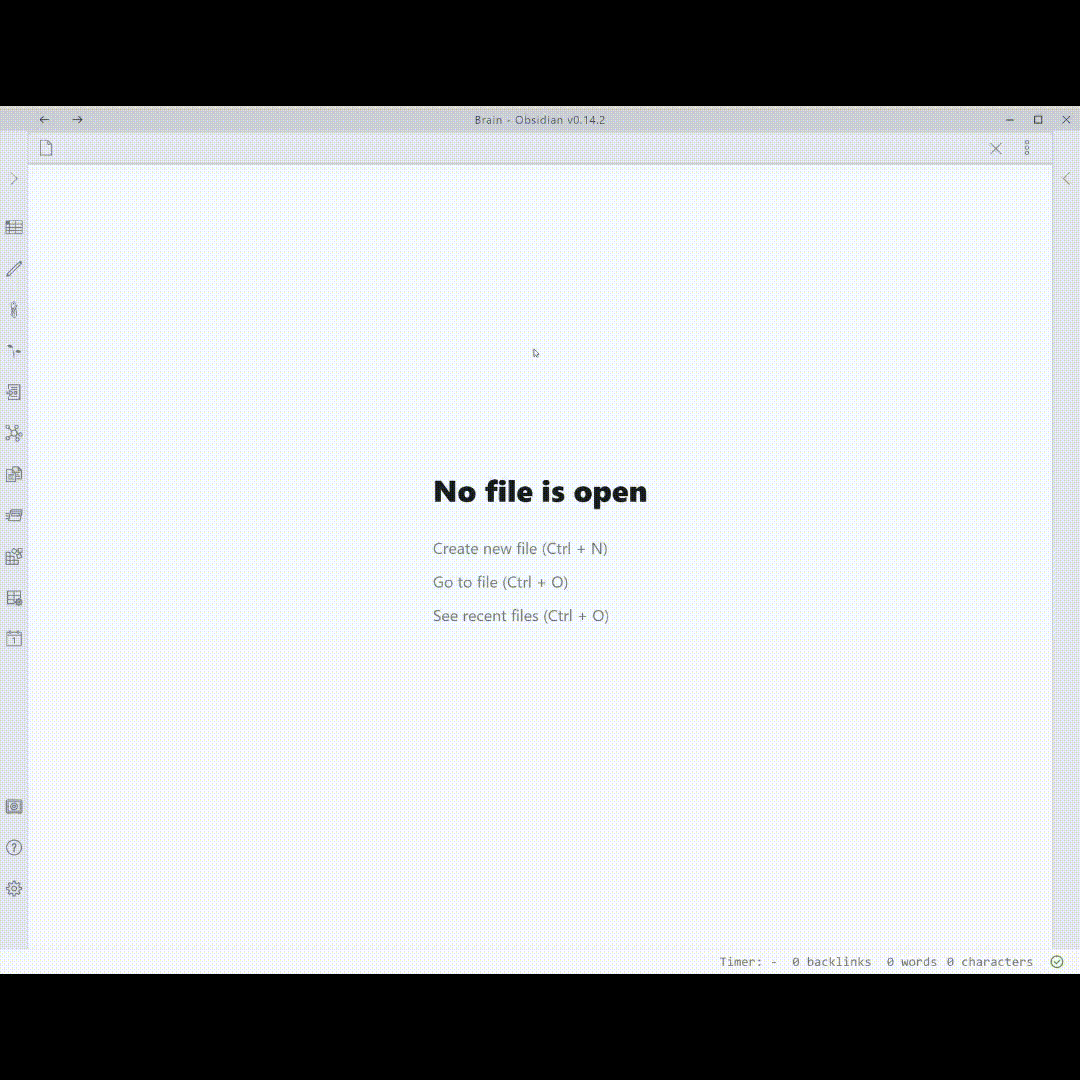 Brain - Obsidian v0.14.2
No file is open
Create new file (Ctrl + N)
Go to file (Ctrl + O)
See recent files (Ctrl + O)
1
?
Timer: - 0 backlinks 0 words 0 characters